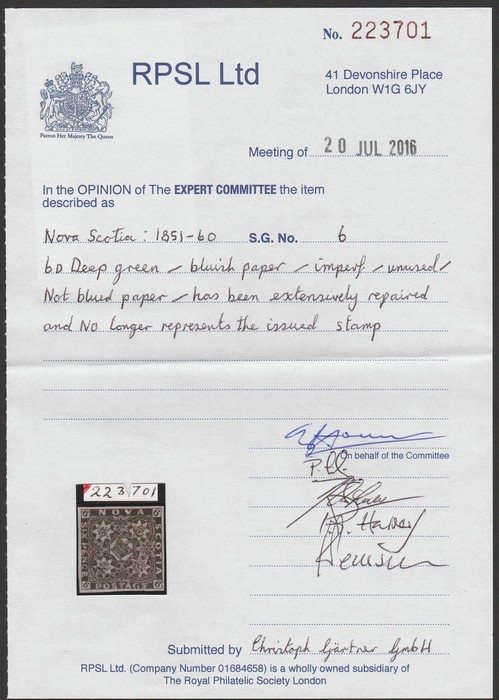 No. 223701
RPSL Ltd
41 Devonshire Place
London W1G 6JY
Patron Her Majesty The Queen
Meeting of 20 JUL 2016
In the OPINION of The EXPERT COMMITTEE the item
described as
Nova Scotia: 1851-60 S.G. No. 6
6D Deep green / bluish paper / imperf / unused /
Not blued paper / has been extensively repaired
and No longer represents the issued stamp
On behalf of the Committee
223701
NOVA
POSTAGE
Submitted by Christoph Gärtner GmbH
RPSL Ltd. (Company Number 01684658) is a wholly owned subsidiary of
The Royal Philatelic Society London